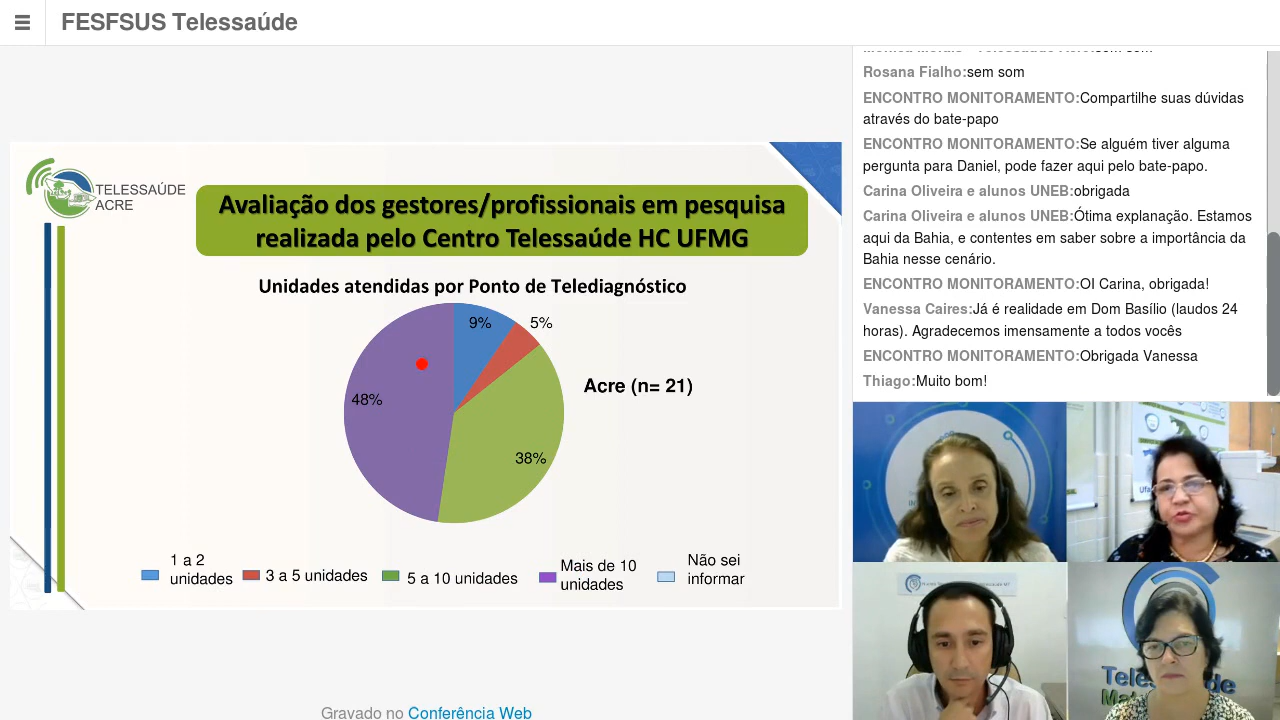 FESFSUS Telessaúde
TELESSAÚDE
ACRE
Avaliação dos gestores/profissionais em pesquisa
realizada pelo Centro Telessaúde HC UFMG
Unidades atendidas por Ponto de Telediagnóstico
9%
5%
48%
38%
Acre (n= 21)
1 a 2
unidades
3 a 5 unidades
5 a 10 unidades
Mais de 10
unidades
Não sei
informar
Gravado no Conferência Web
Rosana Fialho:sem som
ENCONTRO MONITORAMENTO:Compartilhe suas dúvidas
através do bate-papo
ENCONTRO MONITORAMENTO:Se alguém tiver alguma
pergunta para Daniel, pode fazer aqui pelo bate-papo.
Carina Oliveira e alunos UNEB:obrigada
Carina Oliveira e alunos UNEB:Ótima explanação. Estamos
aqui da Bahia, e contentes em saber sobre a importância da
Bahia nesse cenário.
ENCONTRO MONITORAMENTO:OI Carina, obrigada!
Vanessa Caires:Já é realidade em Dom Basílio (laudos 24
horas). Agradecemos imensamente a todos vocês
ENCONTRO MONITORAMENTO:Obrigada Vanessa
Thiago:Muito bom!